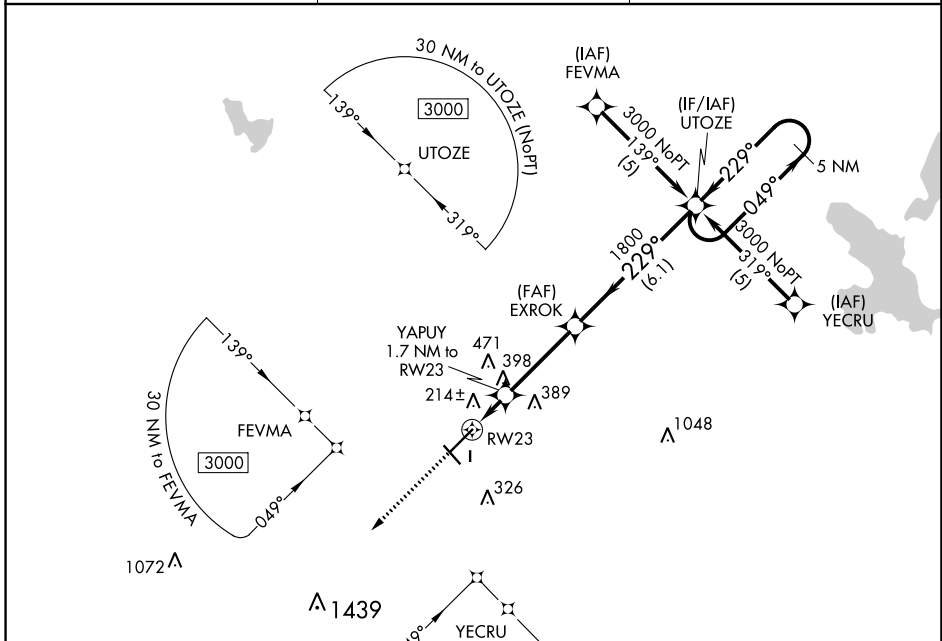 30 NM to UTOZE (NoPT)
3000
139°
UTOZE
319°
(IAF)
FEVMA
3000 NoPT
139°
(5)
(IF/IAF)
UTOZE
229°
049°
5 NM
3000 NoPT
319°
(5)
(IAF)
YECRU
1800
229°
(6.1)
(FAF)
EXROK
YAPUY
1.7 NM to
RW23
471
398
214±
389
RW23
1048
326
139°
30 NM to FEVMA
FEVMA
3000
049°
1072
1439
YECRU